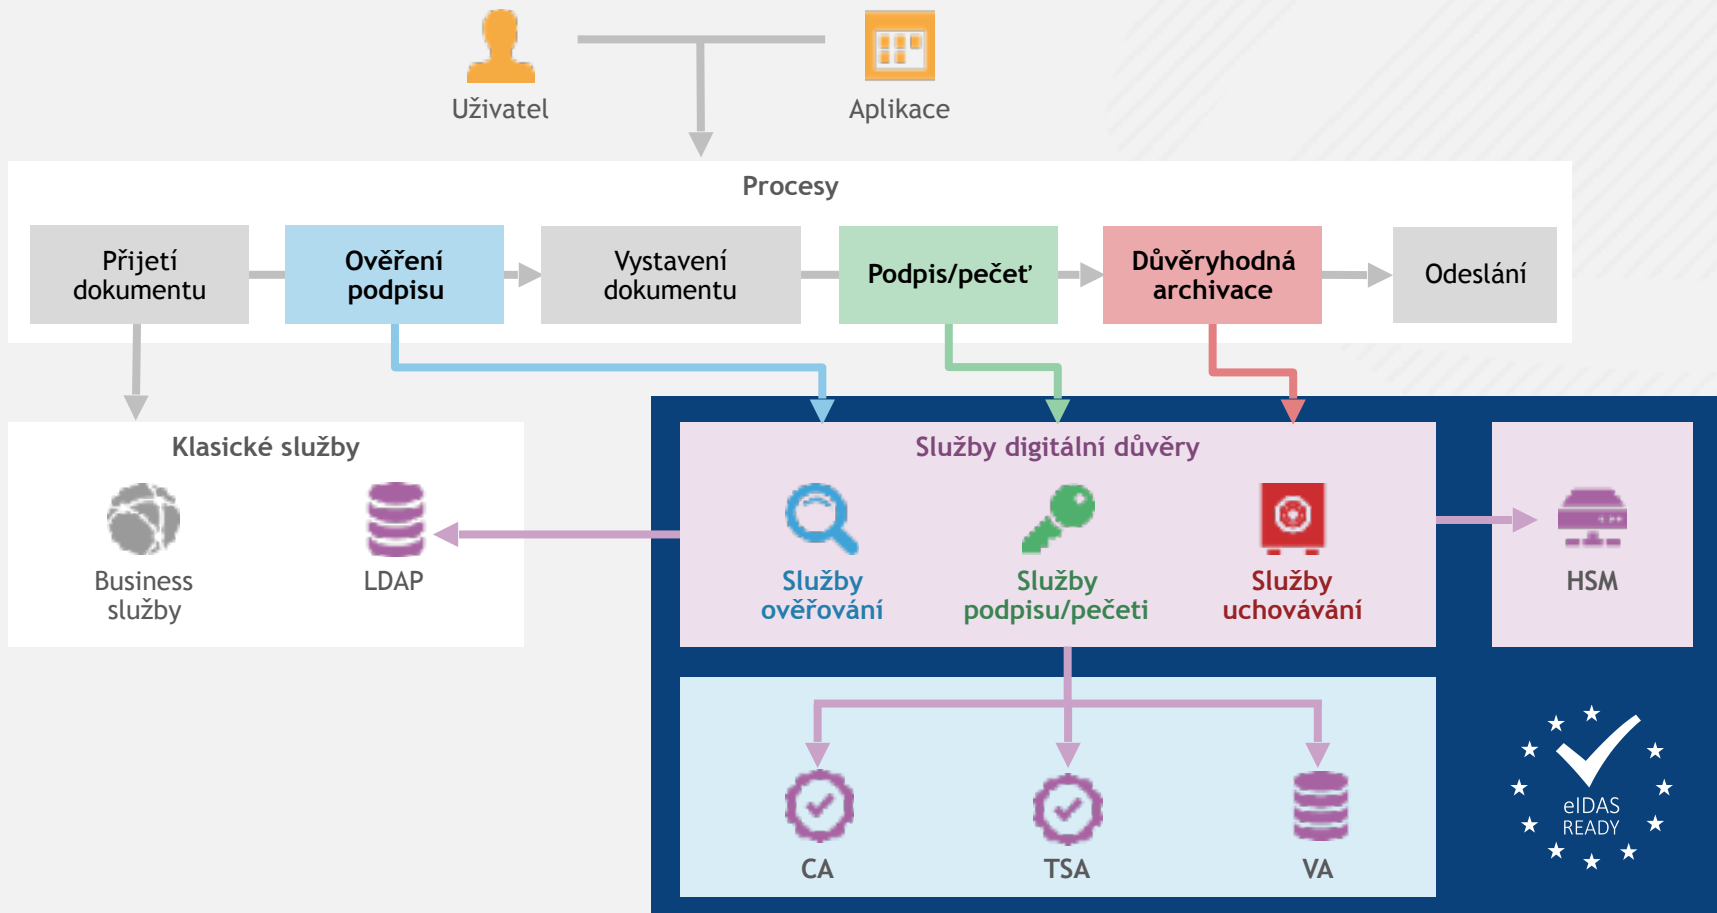 Uživatel
Aplikace
Procesy
Přijetí
dokumentu
Ověření
podpisu
Vystavení
dokumentu
Podpis/pečeť
Důvěryhodná
archivace
Odeslání
Klasické služby
Business
služby
LDAP
Služby digitální důvěry
Služby
ověřování
Služby
podpisu/pečeti
Služby
uchovávání
HSM
CA
TSA
VA
eIDAS
READY